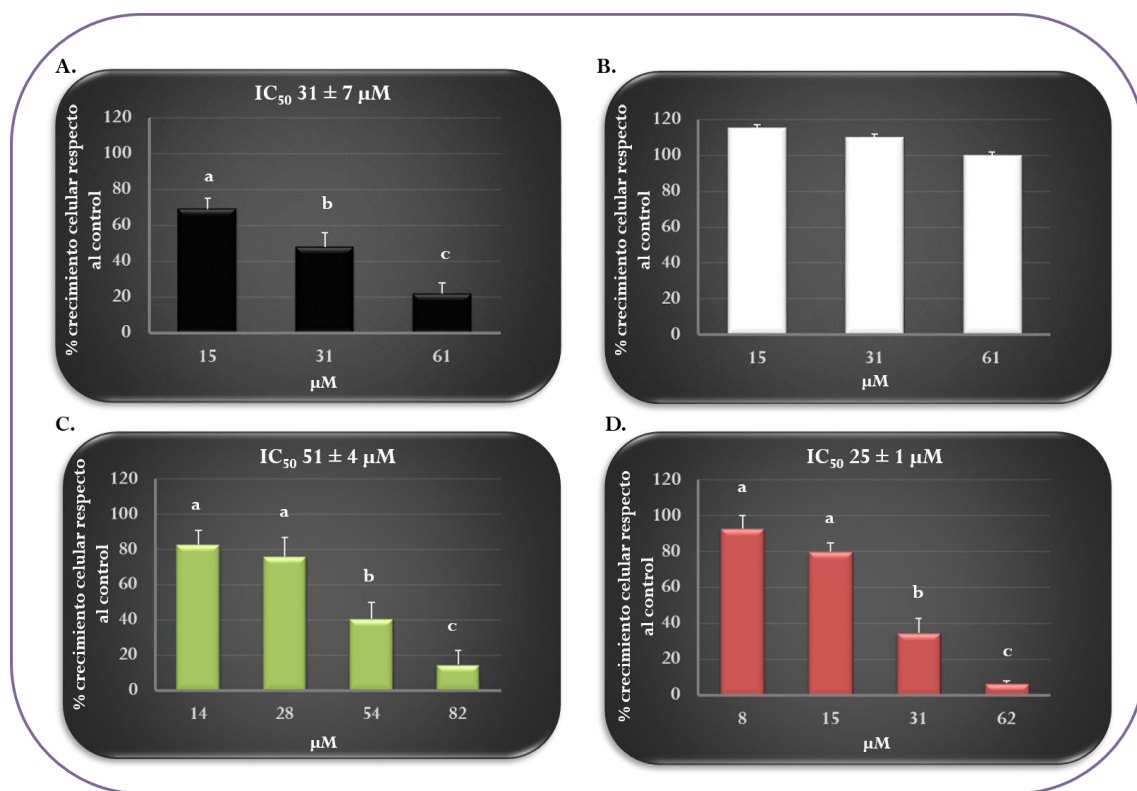 A.
IC50 31 ± 7 µM
% crecimiento celular respecto
al control
120
100
80
60
40
20
0
a
b
c
15 31 61
µM
B.
% crecimiento celular respecto
al control
120
100
80
60
40
20
0
15 31 61
µM
C.
IC50 51 ± 4 µM
% crecimiento celular respecto
al control
120
100
80
60
40
20
0
a
a
b
c
14 28 54 82
µM
D.
IC50 25 ± 1 µM
% crecimiento celular respecto
al control
120
100
80
60
40
20
0
a
a
b
c
8 15 31 62
µM